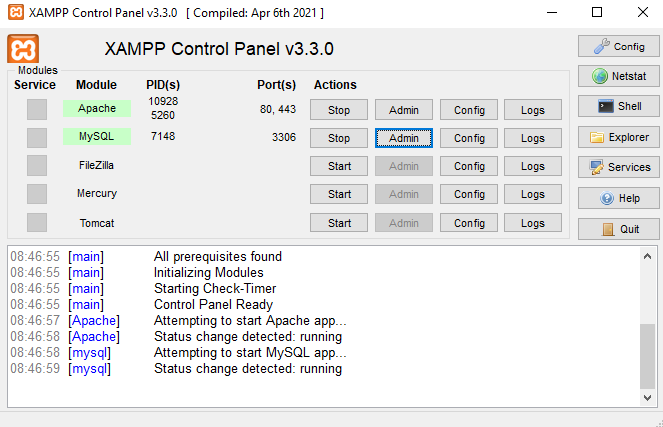 XAMPP Control Panel v3.3.0 [ Compiled: Apr 6th 2021 ]
XAMPP Control Panel v3.3.0
Config
Modules
Service Module PID(s) Port(s) Actions
Netstat
Apache 10928 80, 443 Stop Admin Config Logs
5260
Shell
MySQL 7148 3306 Stop Admin Config Logs
Explorer
FileZilla Start Admin Config Logs
Services
Mercury Start Admin Config Logs
Help
Tomcat Start Admin Config Logs
Quit
08:46:55 [main] All prerequisites found
08:46:55 [main] Initializing Modules
08:46:55 [main] Starting Check-Timer
08:46:55 [main] Control Panel Ready
08:46:57 [Apache] Attempting to start Apache app...
08:46:58 [Apache] Status change detected: running
08:46:58 [mysql] Attempting to start MySQL app...
08:46:59 [mysql] Status change detected: running